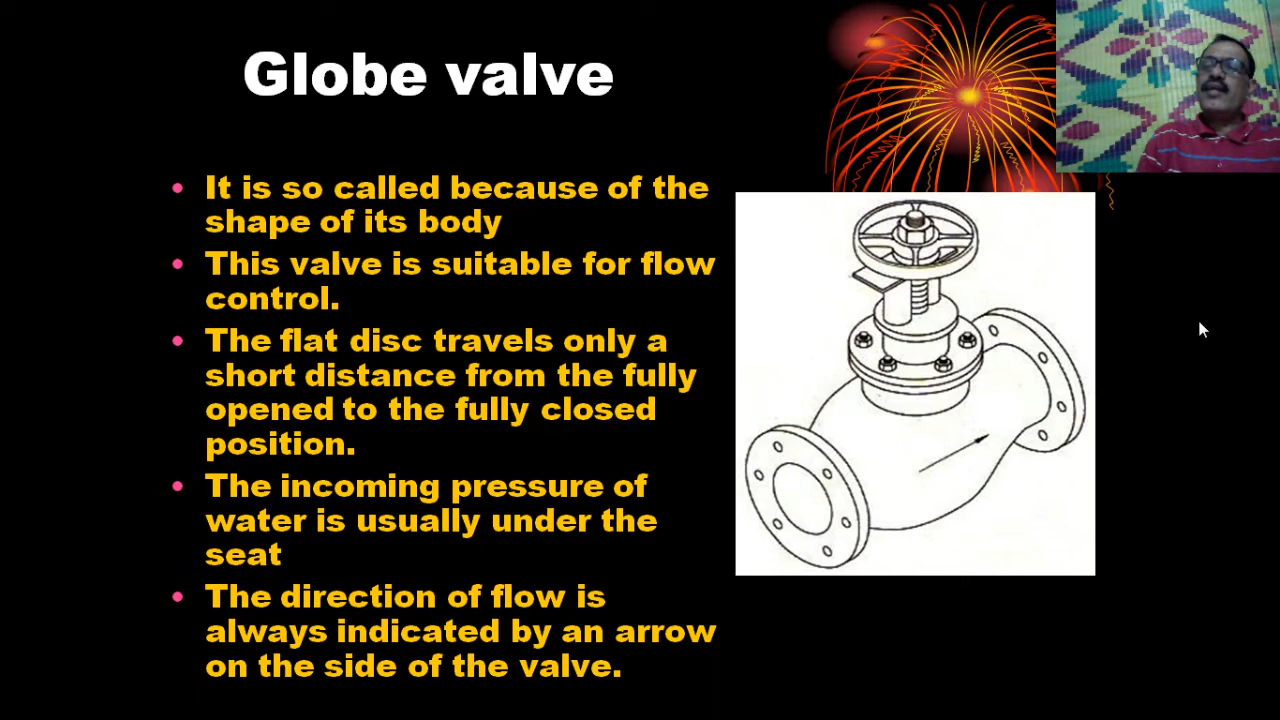 Globe valve
• It is so called because of the
shape of its body
• This valve is suitable for flow
control.
• The flat disc travels only a
short distance from the fully
opened to the fully closed
position.
• The incoming pressure of
water is usually under the
seat
• The direction of flow is
always indicated by an arrow
on the side of the valve.